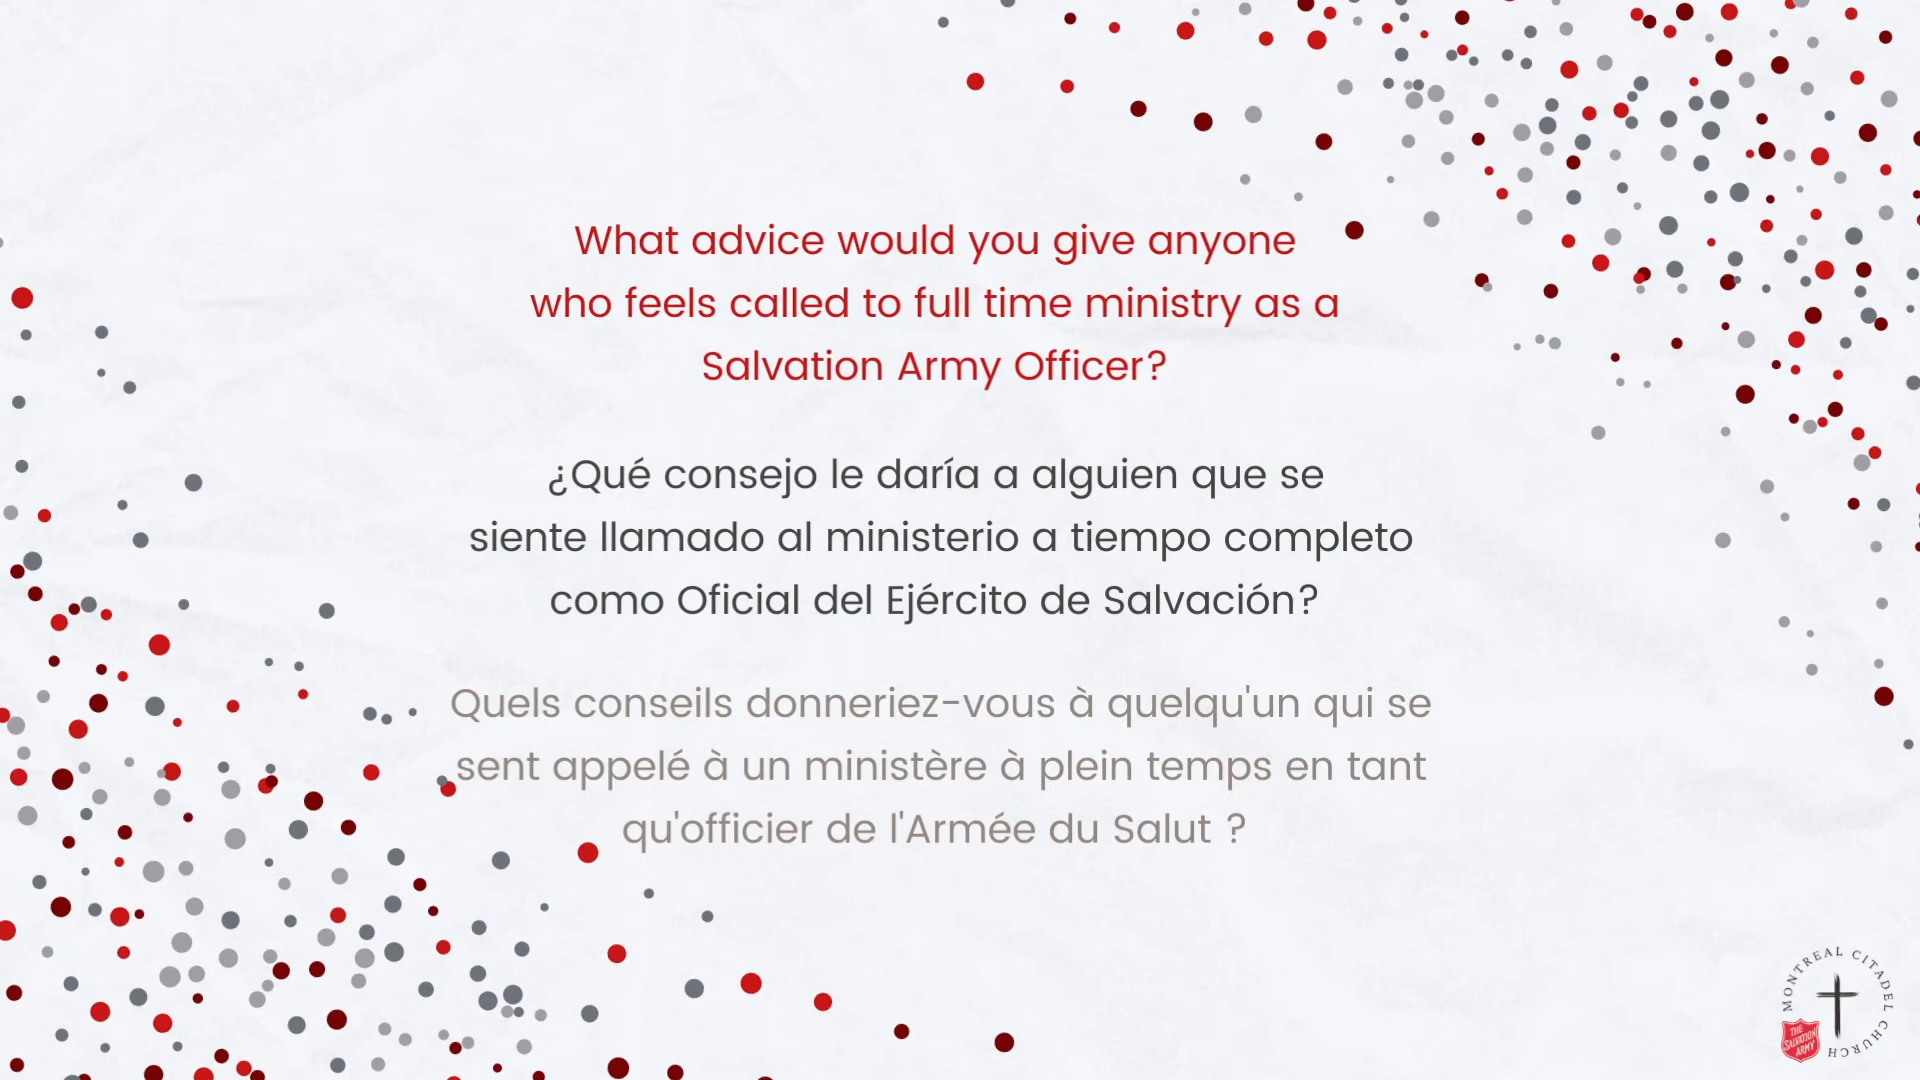 What advice would you give anyone
who feels called to full time ministry as a
Salvation Army Officer?
¿Qué consejo le daría a alguien que se
siente llamado al ministerio a tiempo completo
como Oficial del Ejército de Salvación?
Quels conseils donneriez-vous à quelqu'un qui se
sent appelé à un ministère à plein temps en tant
qu'officier de l'Armée du Salut ?
MONTREAL CITADEL CHURCH
THE
SALVATION
ARMY